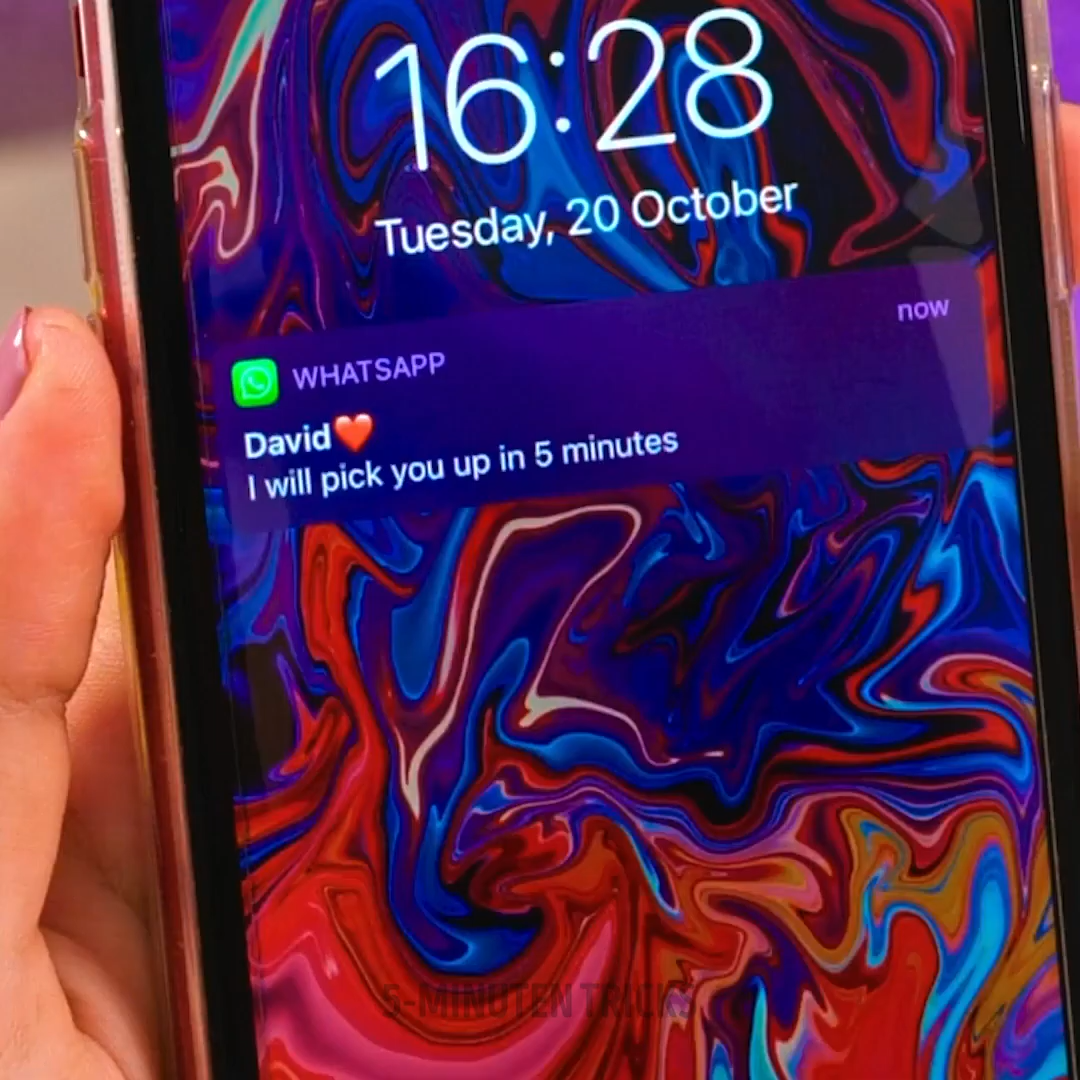 16:28
Tuesday, 20 October
WHATSAPP now
David❤️
I will pick you up in 5 minutes
5-MINUTEN TRICKS